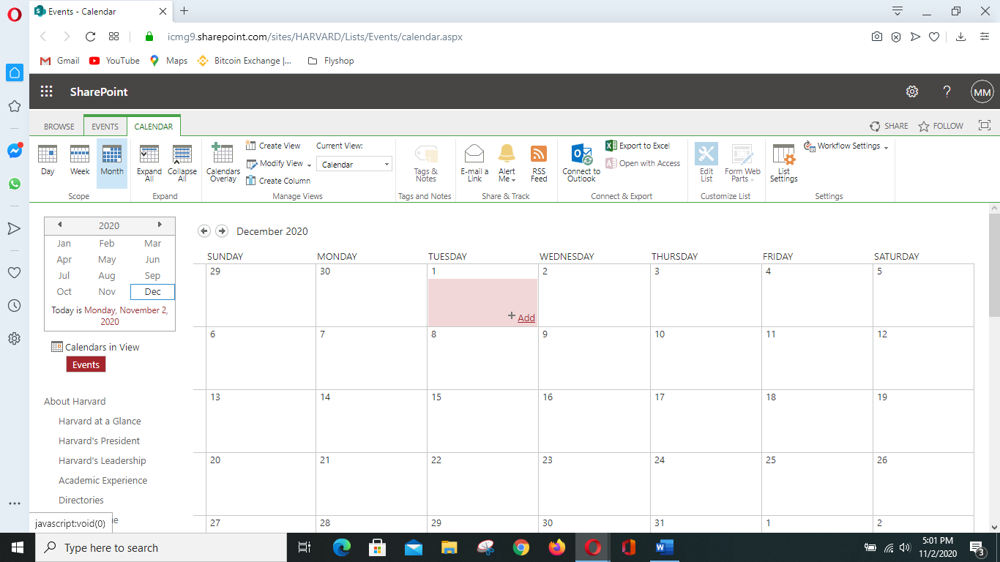 Events - Calendar
icmg9.sharepoint.com/sites/HARVARD/Lists/Events/calendar.aspx
Gmail YouTube Maps Bitcoin Exchange |... Flyshop
SharePoint
? MM
BROWSE EVENTS CALENDAR SHARE FOLLOW
Day Week Month
Scope
Expand All Collapse All
Expand
Calendars Overlay
Create View
Modify View
Create Column
Current View:
Calendar
Manage Views
Tags & Notes
Tags and Notes
E-mail a Link Alert Me RSS Feed
Share & Track
Connect to Outlook
Export to Excel
Open with Access
Connect & Export
Edit List Form Web Parts
Customize List
List Settings
Workflow Settings
Settings
2020
Jan Feb Mar
Apr May Jun
Jul Aug Sep
Oct Nov Dec
Today is Monday, November 2,
2020
Calendars in View
Events
About Harvard
Harvard at a Glance
Harvard's President
Harvard's Leadership
Academic Experience
Directories
javascript:void(0)
December 2020
SUNDAY MONDAY TUESDAY WEDNESDAY THURSDAY FRIDAY SATURDAY
29 30 1 2 3 4 5
+ Add
6 7 8 9 10 11 12
13 14 15 16 17 18 19
20 21 22 23 24 25 26
27 28 29 30 31 1 2
Type here to search
5:01 PM
11/2/2020
3